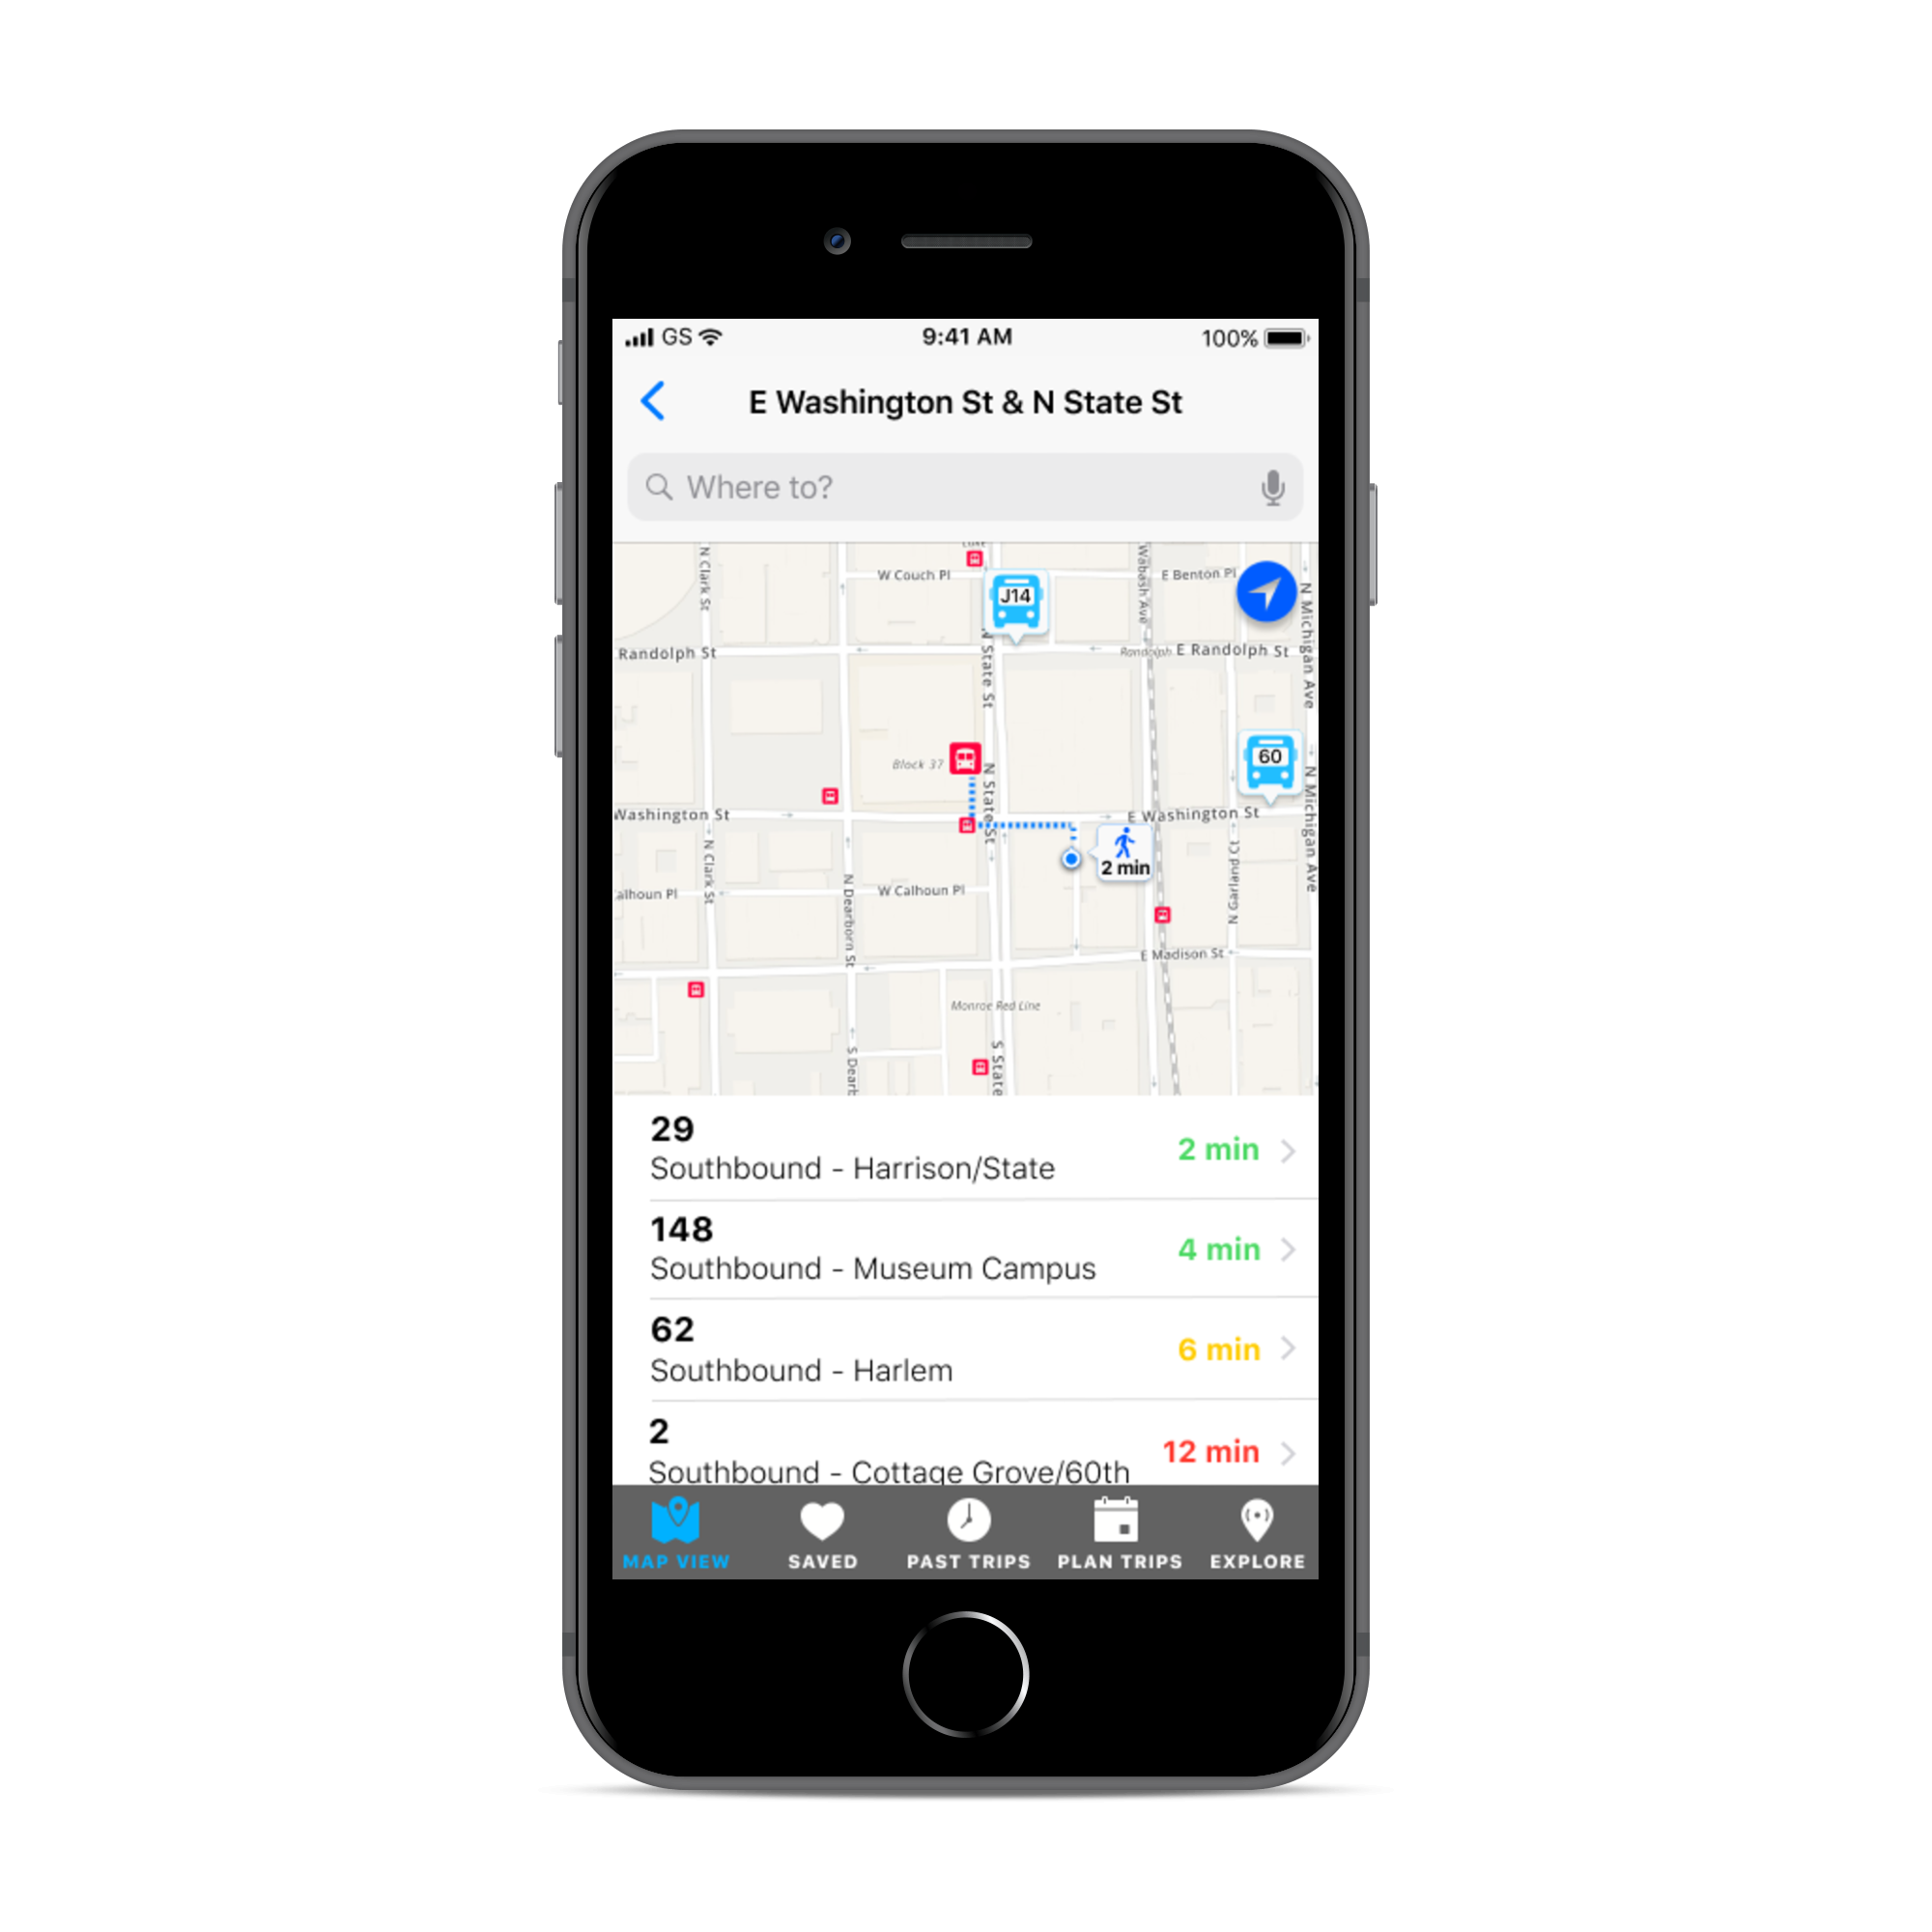 GS
9:41 AM
100%
E Washington St & N State St
Where to?
N Clark St
W Couch Pl
J14
Wabash Ave
E Benton Pl
N Michigan Ave
Randolph St
N State St
Randolph
E Randolph St
Block 37
N State St
60
N Michigan Ave
Washington St
E Washington St
2 min
N Clark St
alhoun Pl
N Dearborn St
W Calhoun Pl
N Garland Ct
E Madison St
Monroe Red Line
S Dearb
S State
29
Southbound - Harrison/State
2 min
148
Southbound - Museum Campus
4 min
62
Southbound - Harlem
6 min
2
Southbound - Cottage Grove/60th
12 min
MAP VIEW
SAVED
PAST TRIPS
PLAN TRIPS
EXPLORE